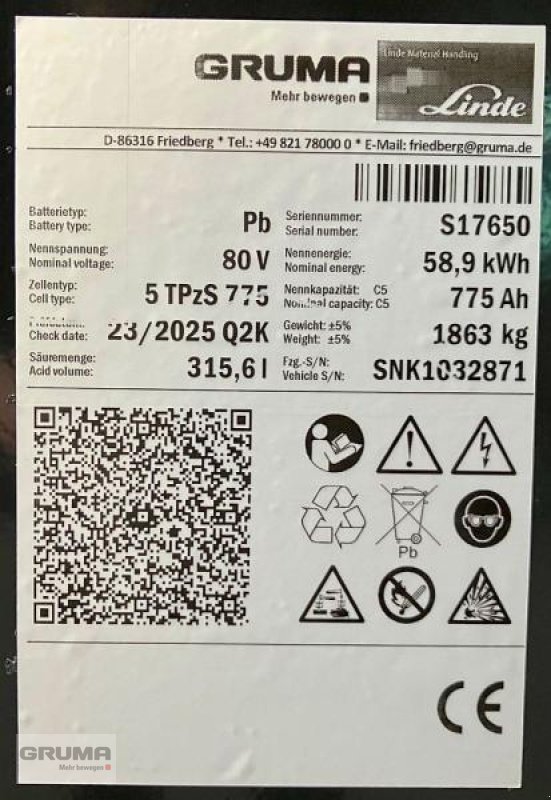 GRUMA
Mehr bewegen
Linde Material Handling
Linde
D-86316 Friedberg * Tel.: +49 821 78000 0 * E-Mail: friedberg@gruma.de
Batterietyp:
Battery type:
Pb
Seriennummer:
Serial number:
S17650
Nennspannung:
Nominal voltage:
80 V
Nennenergie:
Nominal energy:
58,9 kWh
Zellentyp:
Cell type:
5 TPzS 775
Nennkapazität: C5
Nominal capacity: C5
775 Ah
Check date:
23/2025 Q2K
Gewicht: ±5%
Weight: ±5%
1863 kg
Säuremenge:
Acid volume:
315,6 l
Fzg.-S/N:
Vehicle S/N:
SNK1032871
Pb
CE
GRUMA
Mehr bewegen